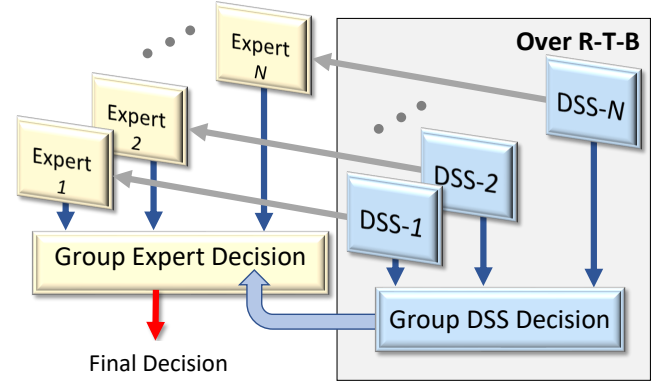 Over R-T-B
Expert
N
DSS-N
Expert
2
DSS-2
Expert
1
DSS-1
Group Expert Decision
Group DSS Decision
Final Decision